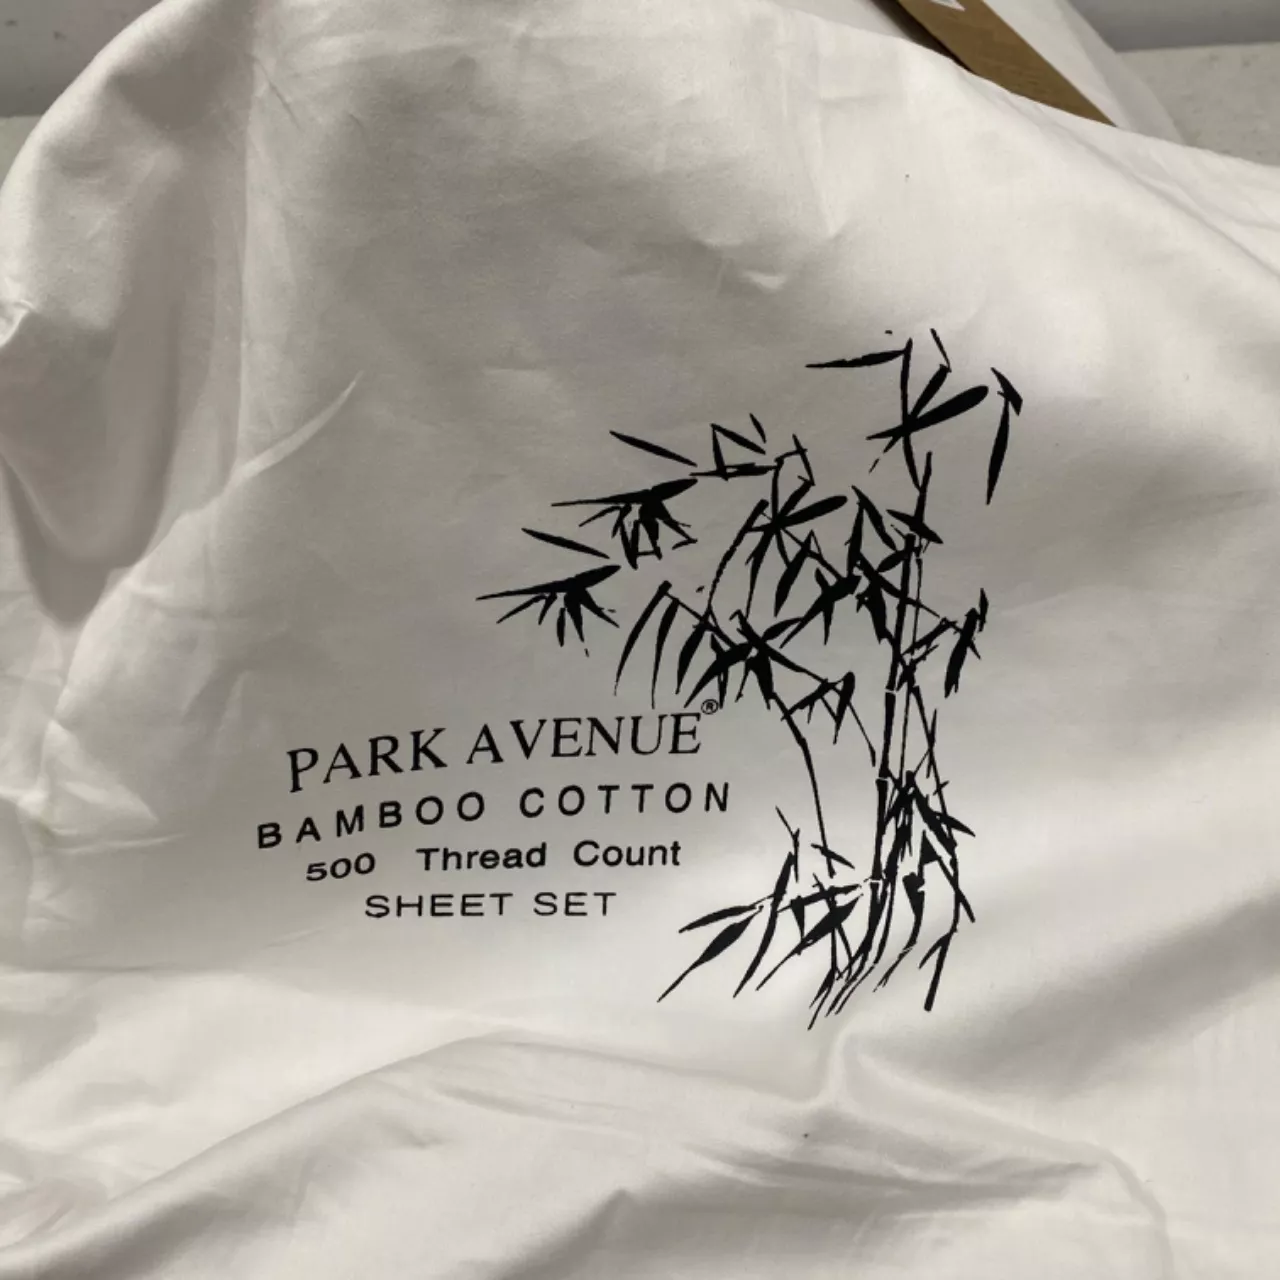 PARK AVENUE®
BAMBOO COTTON
500 Thread Count
SHEET SET